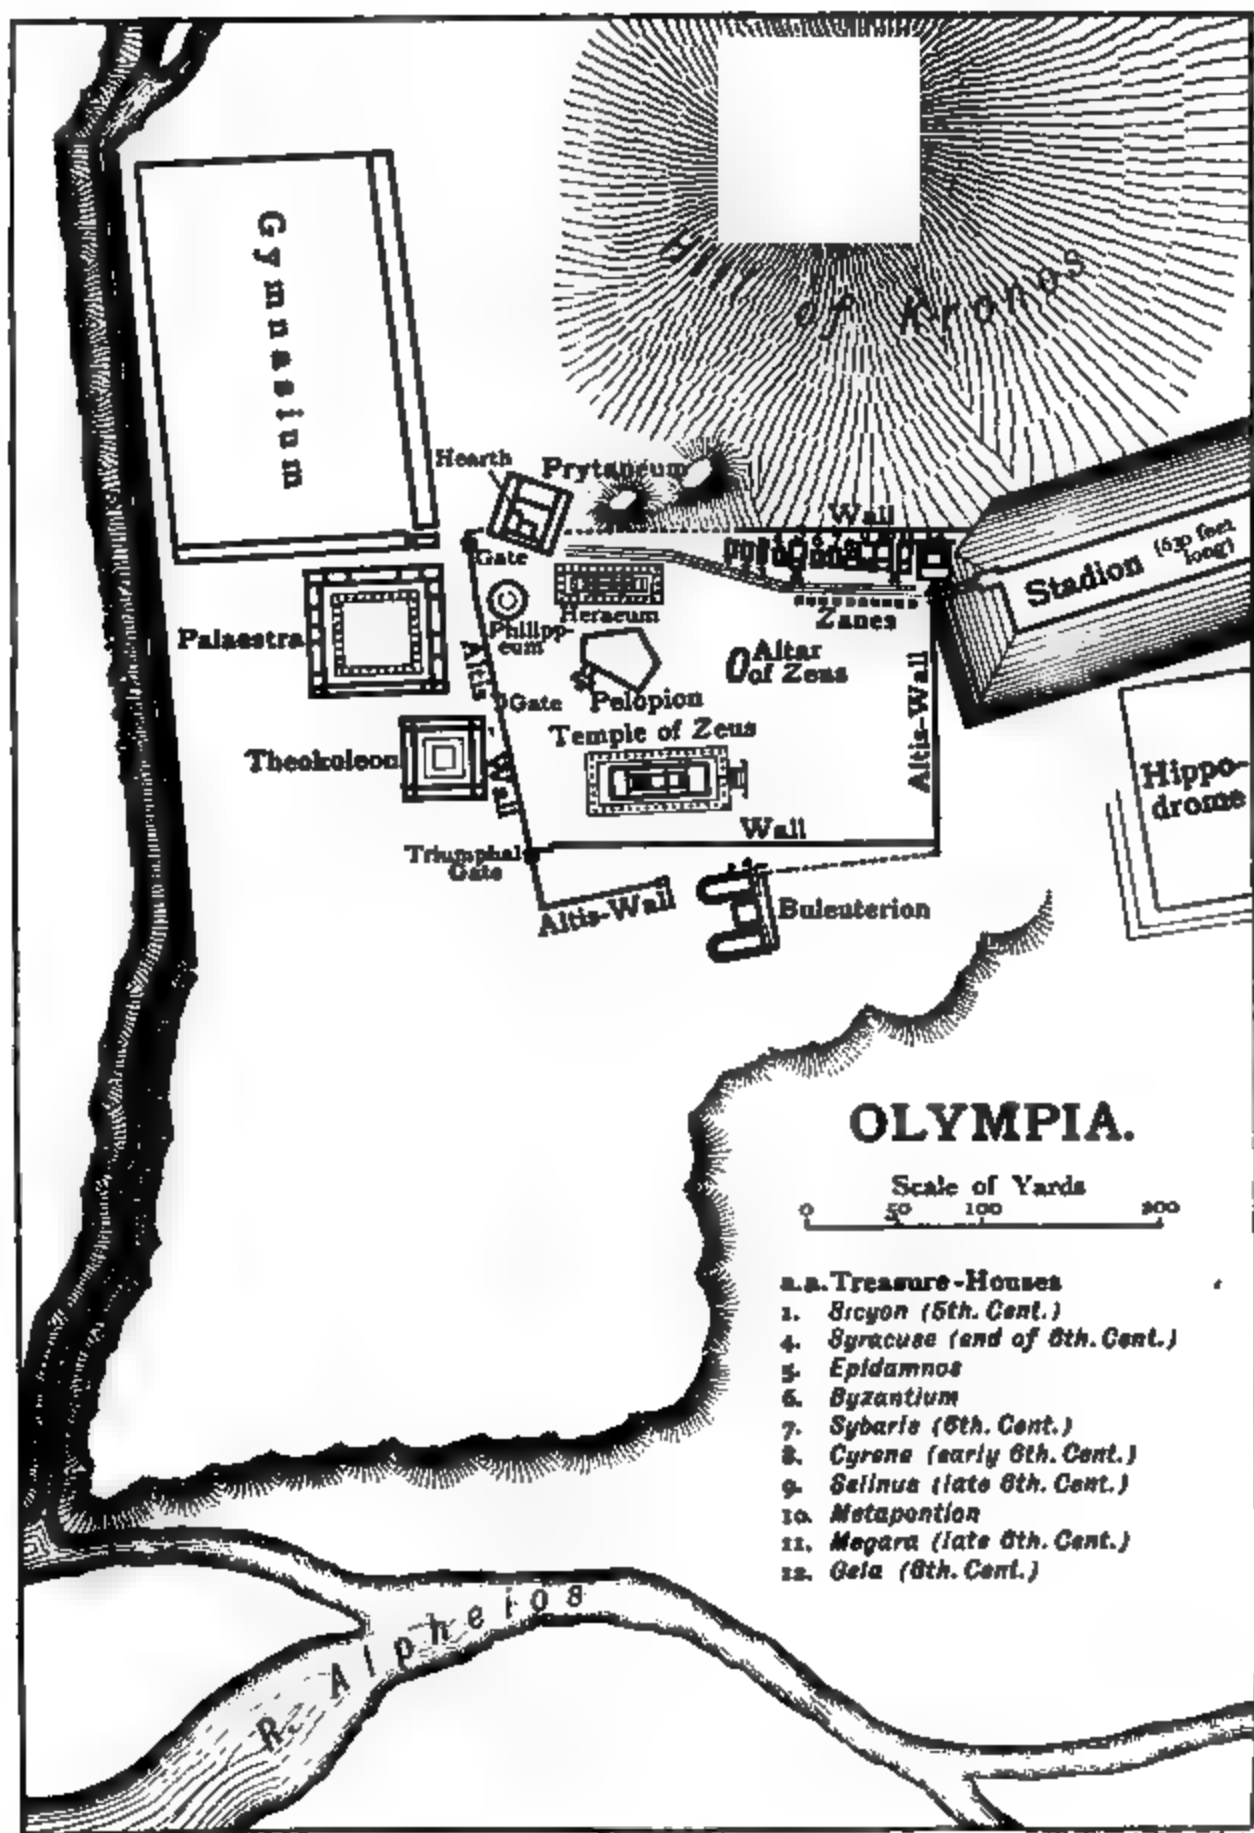 Hill of Kronos
Gymnasium
Hearth
Prytaneum
Wall
Gate
Stadion (630 feet
long)
Heraeum
Zanes
Philipp-
eum
Palaestra
Altar
of Zeus
Altis-Wall
Gate
Pelopion
Altis-Wall
Temple of Zeus
Theokoleon
Hippo-
drome
Wall
Triumphal
Gate
Altis-Wall
Buleuterion
OLYMPIA.
Scale of Yards
0 50 100 200
a.a. Treasure-Houses
1. Sicyon (5th. Cent.)
4. Syracuse (end of 6th. Cent.)
5. Epidamnos
6. Byzantium
7. Sybaris (6th. Cent.)
8. Cyrene (early 6th. Cent.)
9. Selinus (late 6th. Cent.)
10. Metapontion
11. Megara (late 6th. Cent.)
12. Gela (6th. Cent.)
R. Alpheios